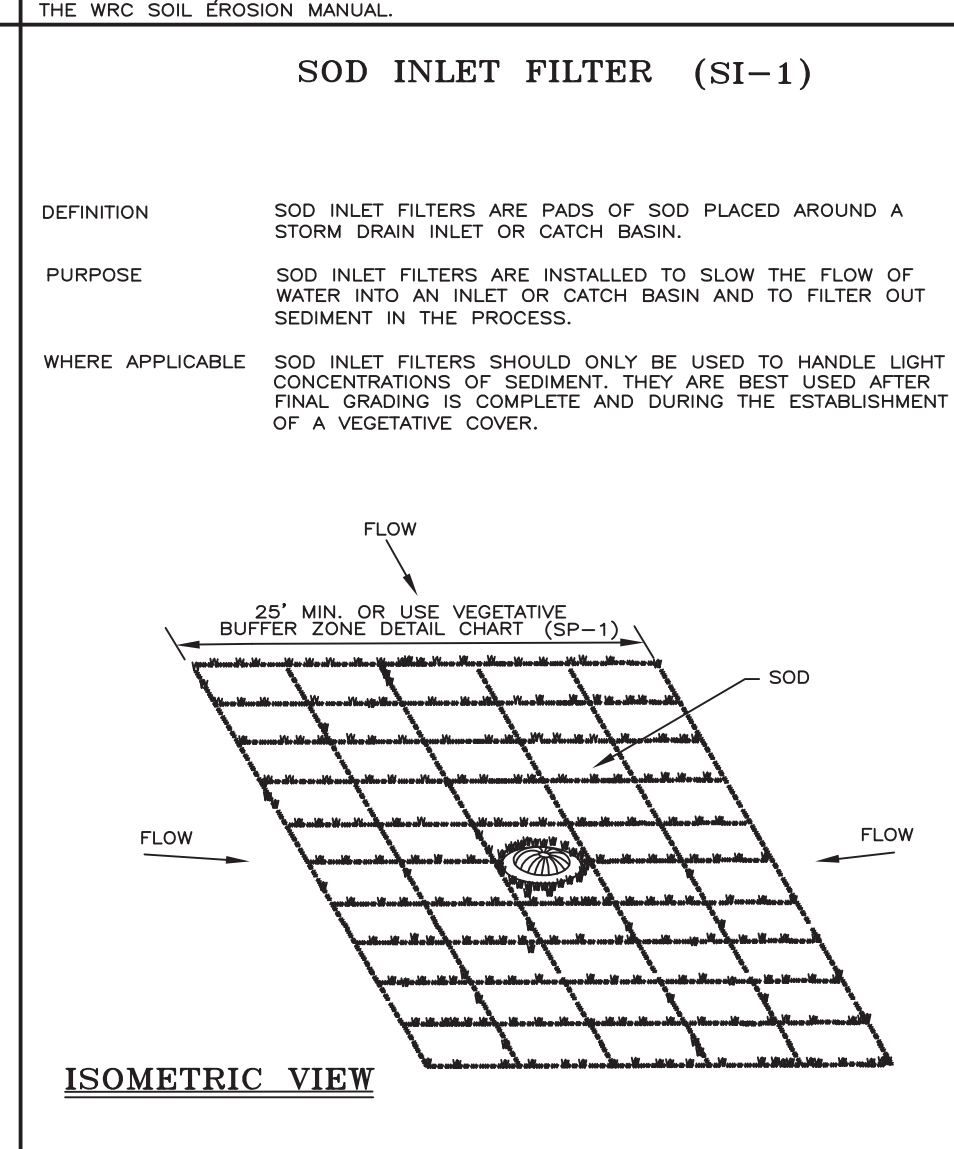 THE WRC SOIL EROSION MANUAL.
SOD INLET FILTER (SI-1)
DEFINITION SOD INLET FILTERS ARE PADS OF SOD PLACED AROUND A
STORM DRAIN INLET OR CATCH BASIN.
PURPOSE SOD INLET FILTERS ARE INSTALLED TO SLOW THE FLOW OF
WATER INTO AN INLET OR CATCH BASIN AND TO FILTER OUT
SEDIMENT IN THE PROCESS.
WHERE APPLICABLE SOD INLET FILTERS SHOULD ONLY BE USED TO HANDLE LIGHT
CONCENTRATIONS OF SEDIMENT. THEY ARE BEST USED AFTER
FINAL GRADING IS COMPLETE AND DURING THE ESTABLISHMENT
OF A VEGETATIVE COVER.
FLOW
25' MIN. OR USE VEGETATIVE
BUFFER ZONE DETAIL CHART (SP-1)
SOD
FLOW
FLOW
ISOMETRIC VIEW